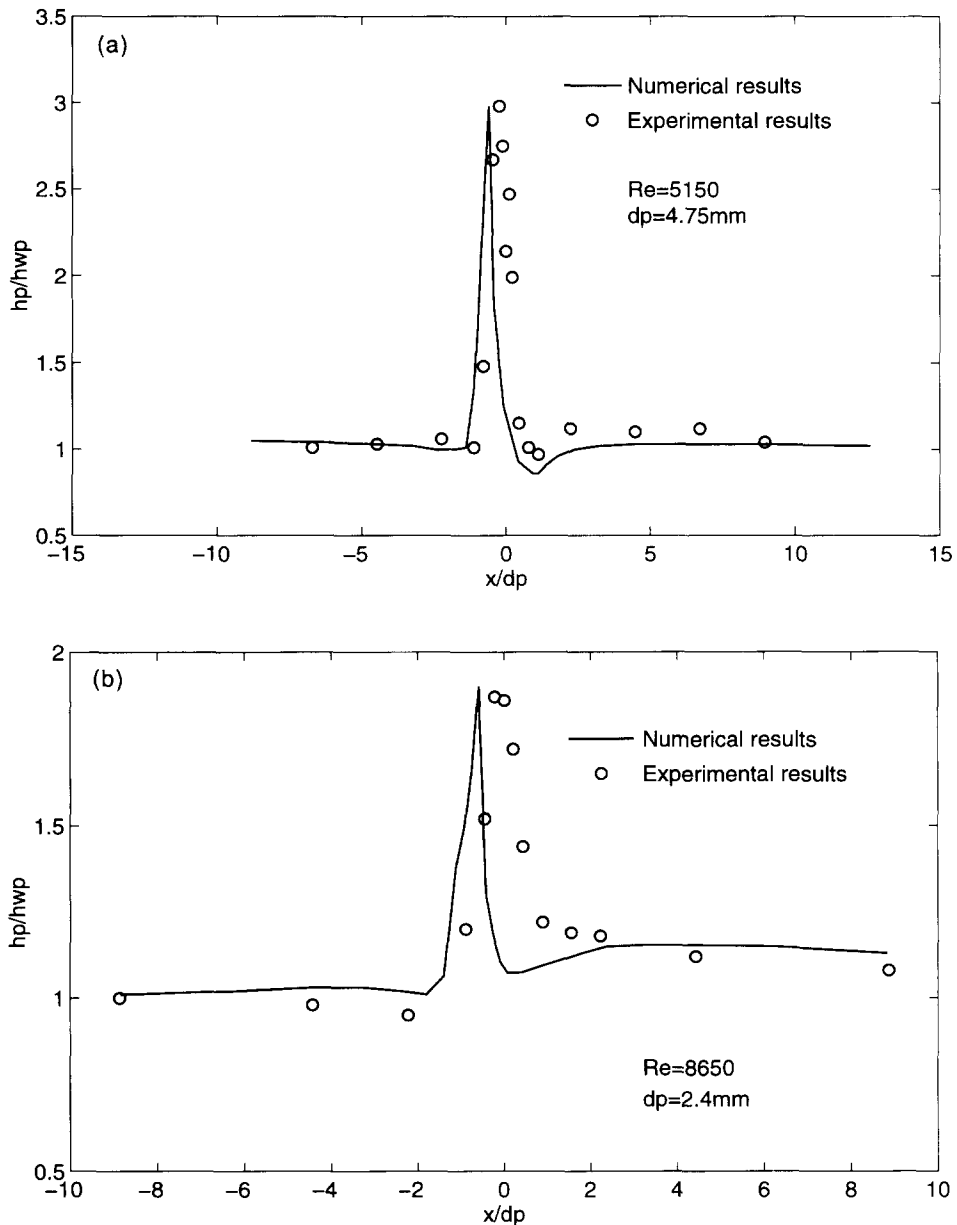 (a)
3.5
3
2.5
2
1.5
1
0.5
hp/hwp
Numerical results
Experimental results
Re=5150
dp=4.75mm
−15
−10
−5
0
5
10
15
x/dp
(b)
2
1.5
1
0.5
hp/hwp
Numerical results
Experimental results
Re=8650
dp=2.4mm
−10
−8
−6
−4
−2
0
2
4
6
8
10
x/dp